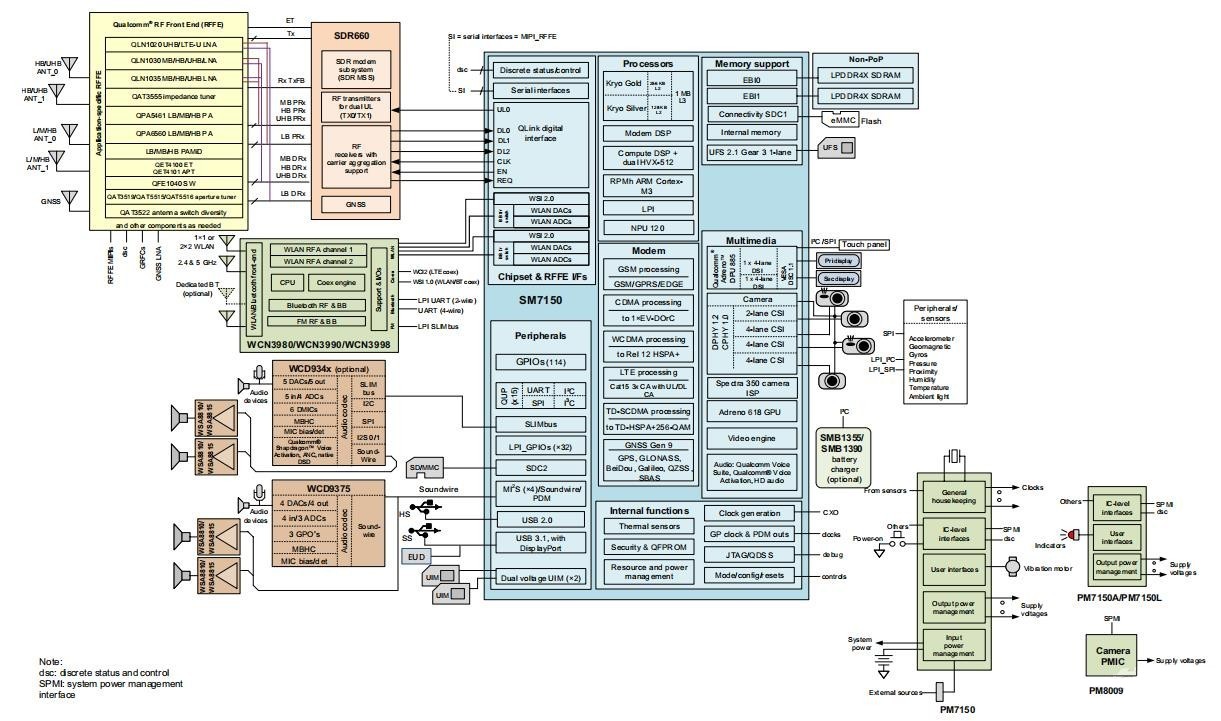 Qualcomm® RF Front End (RFFE)
Application-specific RFFE
QLN1020 UHB/LTE-U LNA
QLN1030 MB/HB/UHB/LNA
QLN1035 MB/HB/UHB LNA
QAT3555 impedance tuner
QPA5461 LB/MB/HB PA
QPA6560 LB/MB/HB PA
LB/MB/HB PAMiD
QET4100 ET
QET4101 APT
QFE1040 SW
QAT3519/QAT5515/QAT5516 aperture tuner
QAT3522 antenna switch diversity
and other components as needed
HB/UHB
ANT_0
HB/UHB
ANT_1
L/M/HB
ANT_0
L/M/HB
ANT_1
GNSS
RFFE MIPIs
dsc
GRFCs
GNSS LNA
ET
Tx
Rx TxFB
MB PRx
HB PRx
UHB PRx
LB PRx
MB DRx
HB DRx
UHB DRx
LB DRx
SDR660
SDR modem
subsystem
(SDR MSS)
RF transmitters
for dual UL
(TX0/TX1)
RF
receivers with
carrier aggregation
support
GNSS
SI = serial interfaces = MIPI_RFFE
dsc
SI
Discrete status/control
Serial interfaces
UL0
DL0
DL1
DL2
CLK
EN
REQ
QLink digital
interface
WSI 2.0
BB try
switch
WLAN DACs
WLAN ADCs
WSI 2.0
WLAN DACs
WLAN ADCs
Chipset & RFFE I/Fs
SM7150
1×1 or
2×2 WLAN
2.4 & 5 GHz
Dedicated BT
(optional)
WLAN/Bluetooth front-end
WLAN RFA channel 1
WLAN RFA channel 2
CPU
Coex engine
Bluetooth RF & BB
FM RF & BB
Support & I/Os
WLAN
Coex
Bluetooth
FM
WCI2 (LTE coex)
WSI 1.0 (WLAN/BT coex)
LPI UART (2-wire)
UART (4-wire)
LPI SLIMbus
WCN3980/WCN3990/WCN3998
WCD934x (optional)
5 DACs/5 out
5 in/4 ADCs
6 DMICs
MBHC
MIC bias/det
Qualcomm®
Snapdragon™ Voice
Activation, ANC, native
DSD
Audio codec
SLIM
bus
I2C
SPI
I2S 0/1
Sound-
Wire
Audio
devices
WSA8810/
WSA8815
WSA8810/
WSA8815
WCD9375
4 DACs/4 out
4 in/3 ADCs
3 GPO's
MBHC
MIC bias/det
Audio codec
Sound-
wire
Audio
devices
WSA8810/
WSA8815
WSA8810/
WSA8815
SD/MMC
Soundwire
HS
SS
EUD
UIM
UIM
Peripherals
GPIOs (114)
QUP
(x15)
UART
I²C
SPI
I³C
SLIMbus
LPI_GPIOs (×32)
SDC2
MI²S (×4)/Soundwire/
PDM
USB 2.0
USB 3.1, with
DisplayPort
Dual voltage UIM (×2)
Processors
Kryo Gold
256 KB
L2
Kryo Silver
128 KB
L2
1 MB
L3
Modem DSP
Compute DSP +
dual HVX•512
RPMh ARM Cortex-
M3
LPI
NPU 120
Modem
GSM processing
GSM/GPRS/EDGE
CDMA processing
to 1×EV•DOrC
WCDMA processing
to Rel 12 HSPA+
LTE processing
Cat15 3xCA with UL/DL
CA
TD•SCDMA processing
to TD•HSPA+256•QAM
GNSS Gen 9
GPS, GLONASS,
BeiDou, Galileo, QZSS,
SBAS
Internal functions
Thermal sensors
Security & QFPROM
Resource and power
management
Clock generation
GP clock & PDM outs
JTAG/QDSS
Mode/config/resets
CXO
clocks
debug
controls
Memory support
EBI0
EBI1
Connectivity SDC1
Internal memory
UFS 2.1 Gear 3 1•lane
Non•PoP
LPDDR4X SDRAM
LPDDR4X SDRAM
eMMC
Flash
UFS
Multimedia
Qualcomm®
Adreno™
DPU 885
1 x 4-lane
DSI
1 x 4-lane
DSI
VESA
DSC 1.1
I²C /SPI
Touch panel
Pri display
Sec display
Camera
DPHY 1.2
CPHY 1.0
2•lane CSI
4•lane CSI
4•lane CSI
4•lane CSI
Spectra 350 camera
ISP
Adreno 618 GPU
Video engine
Audio: Qualcomm Voice
Suite, Qualcomm® Voice
Activation, HD audio
Peripherals/
sensors
Accelerometer
Geomagnetic
Gyros
Pressure
Proximity
Humidity
Temperature
Ambient light
SPI
LPI_I²C
LPI_SPI
I²C
SMB1355/
SMB1390
battery
charger
(optional)
From sensors
General
housekeeping
Clocks
Others
Power-on
IC-level
interfaces
SPMI
dsc
User interfaces
Vibration motor
Output power
management
Supply
voltages
System
power
Input
power
management
External sources
PM7150
Others
IC-level
interfaces
SPMI
dsc
Indicators
User
interfaces
Output power
management
Supply
voltages
PM7150A/PM7150L
SPMI
Camera
PMIC
Supply voltages
PM8009
Note:
dsc: discrete status and control
SPMI: system power management
interface